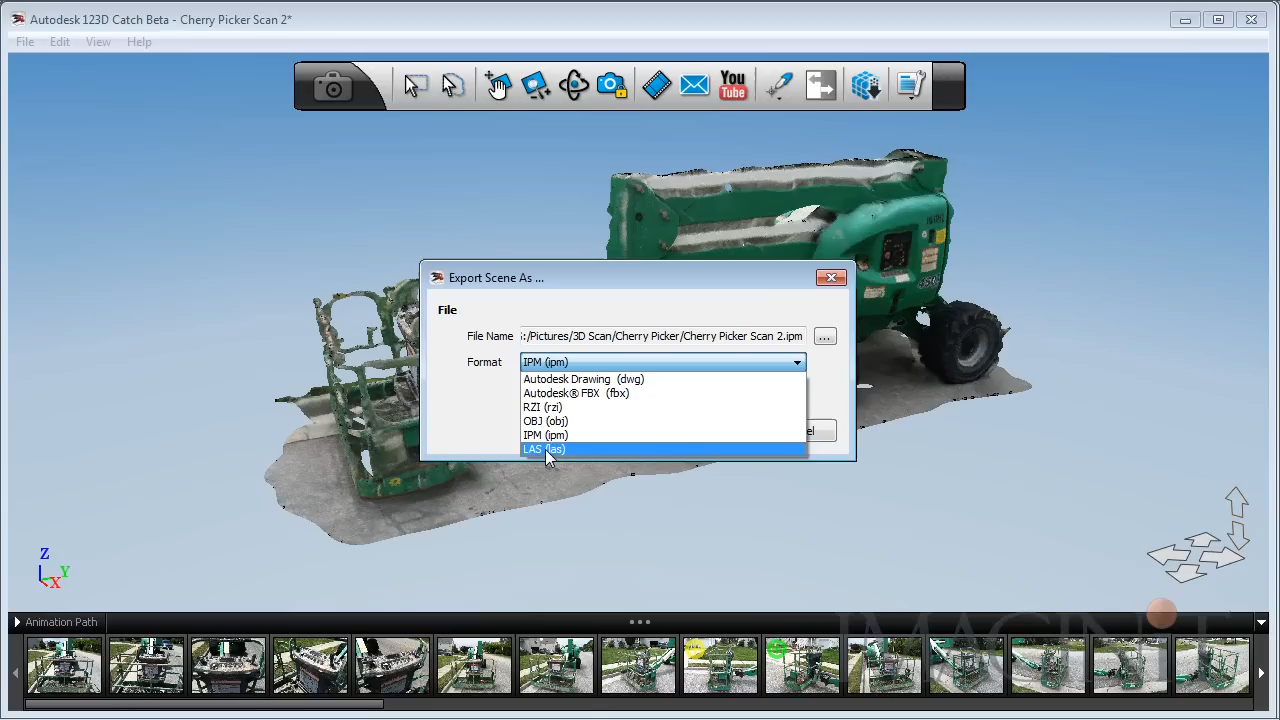 Autodesk 123D Catch Beta - Cherry Picker Scan 2*
File Edit View Help
You
Tube
Export Scene As ...
File
File Name :/Pictures/3D Scan/Cherry Picker/Cherry Picker Scan 2.ipm ...
Format IPM (ipm)
Autodesk Drawing (dwg)
Autodesk® FBX (fbx)
RZI (rzi)
OBJ (obj)
IPM (ipm)
LAS (las)
Z
Y
X
Animation Path